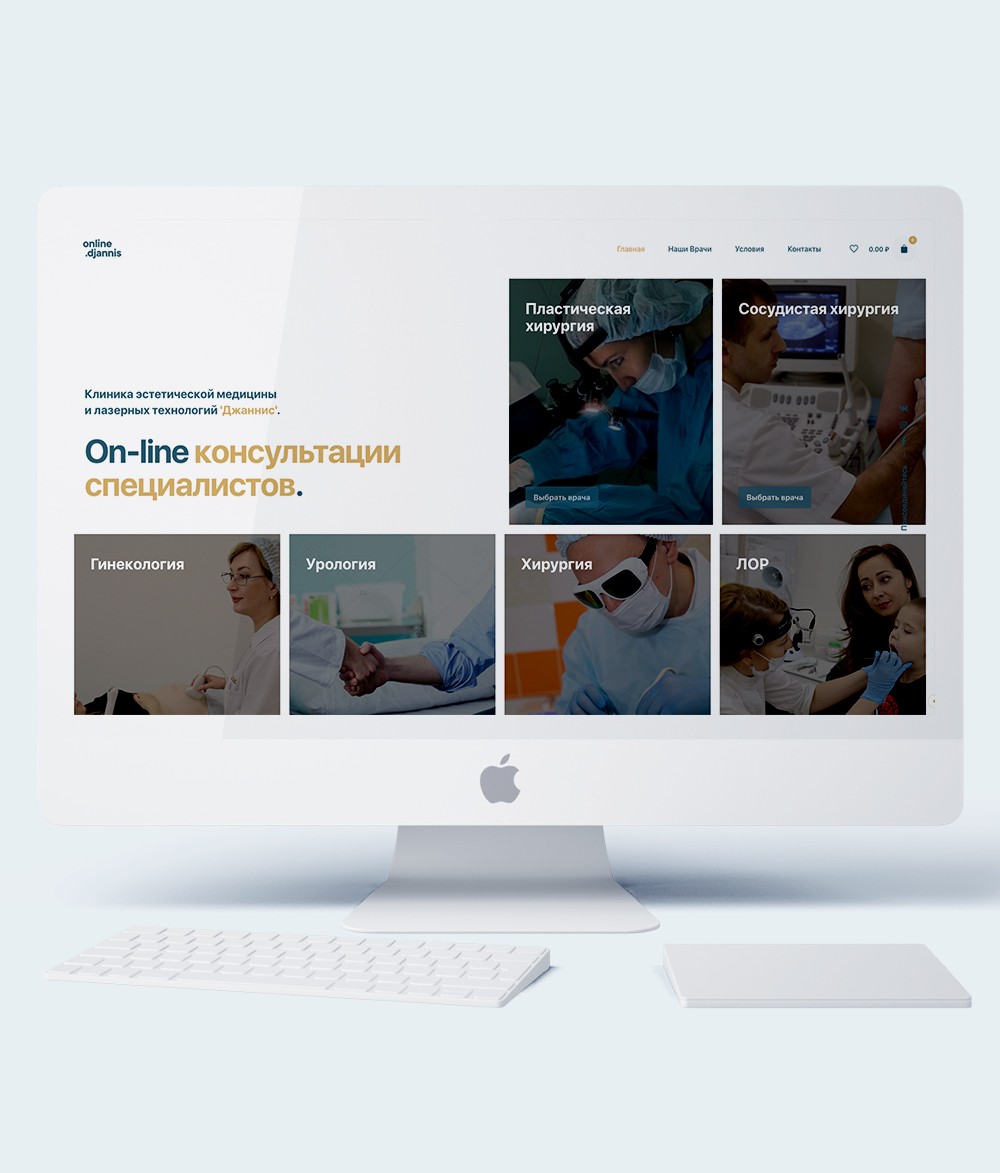 online
.djannis
Главная
Наши Врачи
Условия
Контакты
0.00 ₽
0
Клиника эстетической медицины
и лазерных технологий 'Джаннис'.
On-line консультации
специалистов.
Пластическая
хирургия
Выбрать врача
Сосудистая хирургия
Выбрать врача
Гинекология
Урология
Хирургия
ЛОР